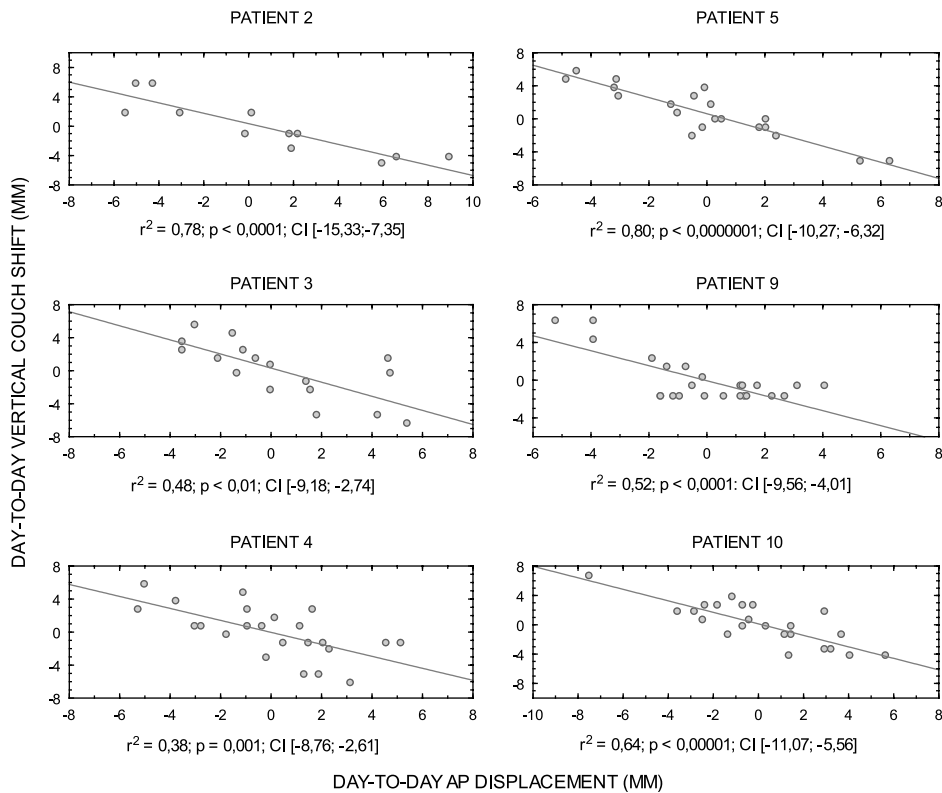 DAY-TO-DAY VERTICAL COUCH SHIFT (MM)
PATIENT 2
8
4
0
-4
-8
-8 -6 -4 -2 0 2 4 6 8 10
r² = 0,78; p < 0,0001; CI [-15,33;-7,35]
PATIENT 5
8
4
0
-4
-8
-8 -6 -4 -2 0 2 4 6 8
r² = 0,80; p < 0,0000001; CI [-10,27; -6,32]
PATIENT 3
8
4
0
-4
-8
-8 -6 -4 -2 0 2 4 6 8
r² = 0,48; p < 0,01; CI [-9,18; -2,74]
PATIENT 9
8
4
0
-4
-8 -6 -4 -2 0 2 4 6 8
r² = 0,52; p < 0,0001: CI [-9,56; -4,01]
PATIENT 4
8
4
0
-4
-8
-8 -6 -4 -2 0 2 4 6 8
r² = 0,38; p = 0,001; CI [-8,76; -2,61]
PATIENT 10
8
4
0
-4
-8
-10 -8 -6 -4 -2 0 2 4 6 8
r² = 0,64; p < 0,00001; CI [-11,07; -5,56]
DAY-TO-DAY AP DISPLACEMENT (MM)